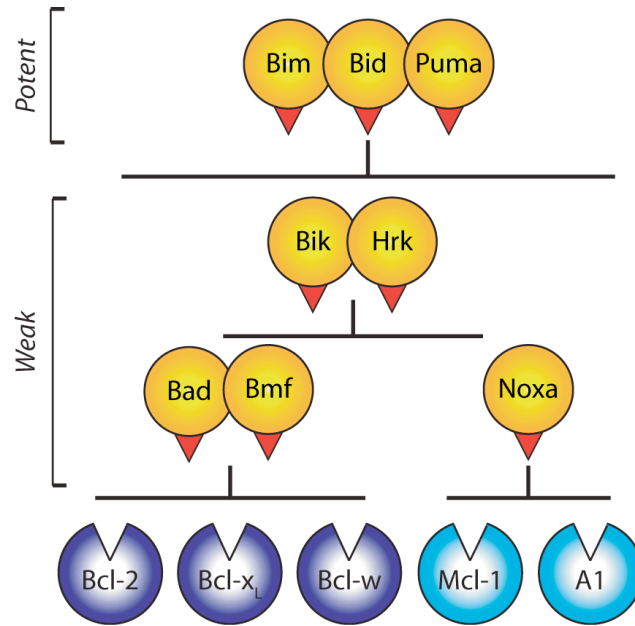 Potent
Bim Bid Puma
Weak
Bik Hrk
Bad Bmf Noxa
Bcl-2 Bcl-xL Bcl-w Mcl-1 A1